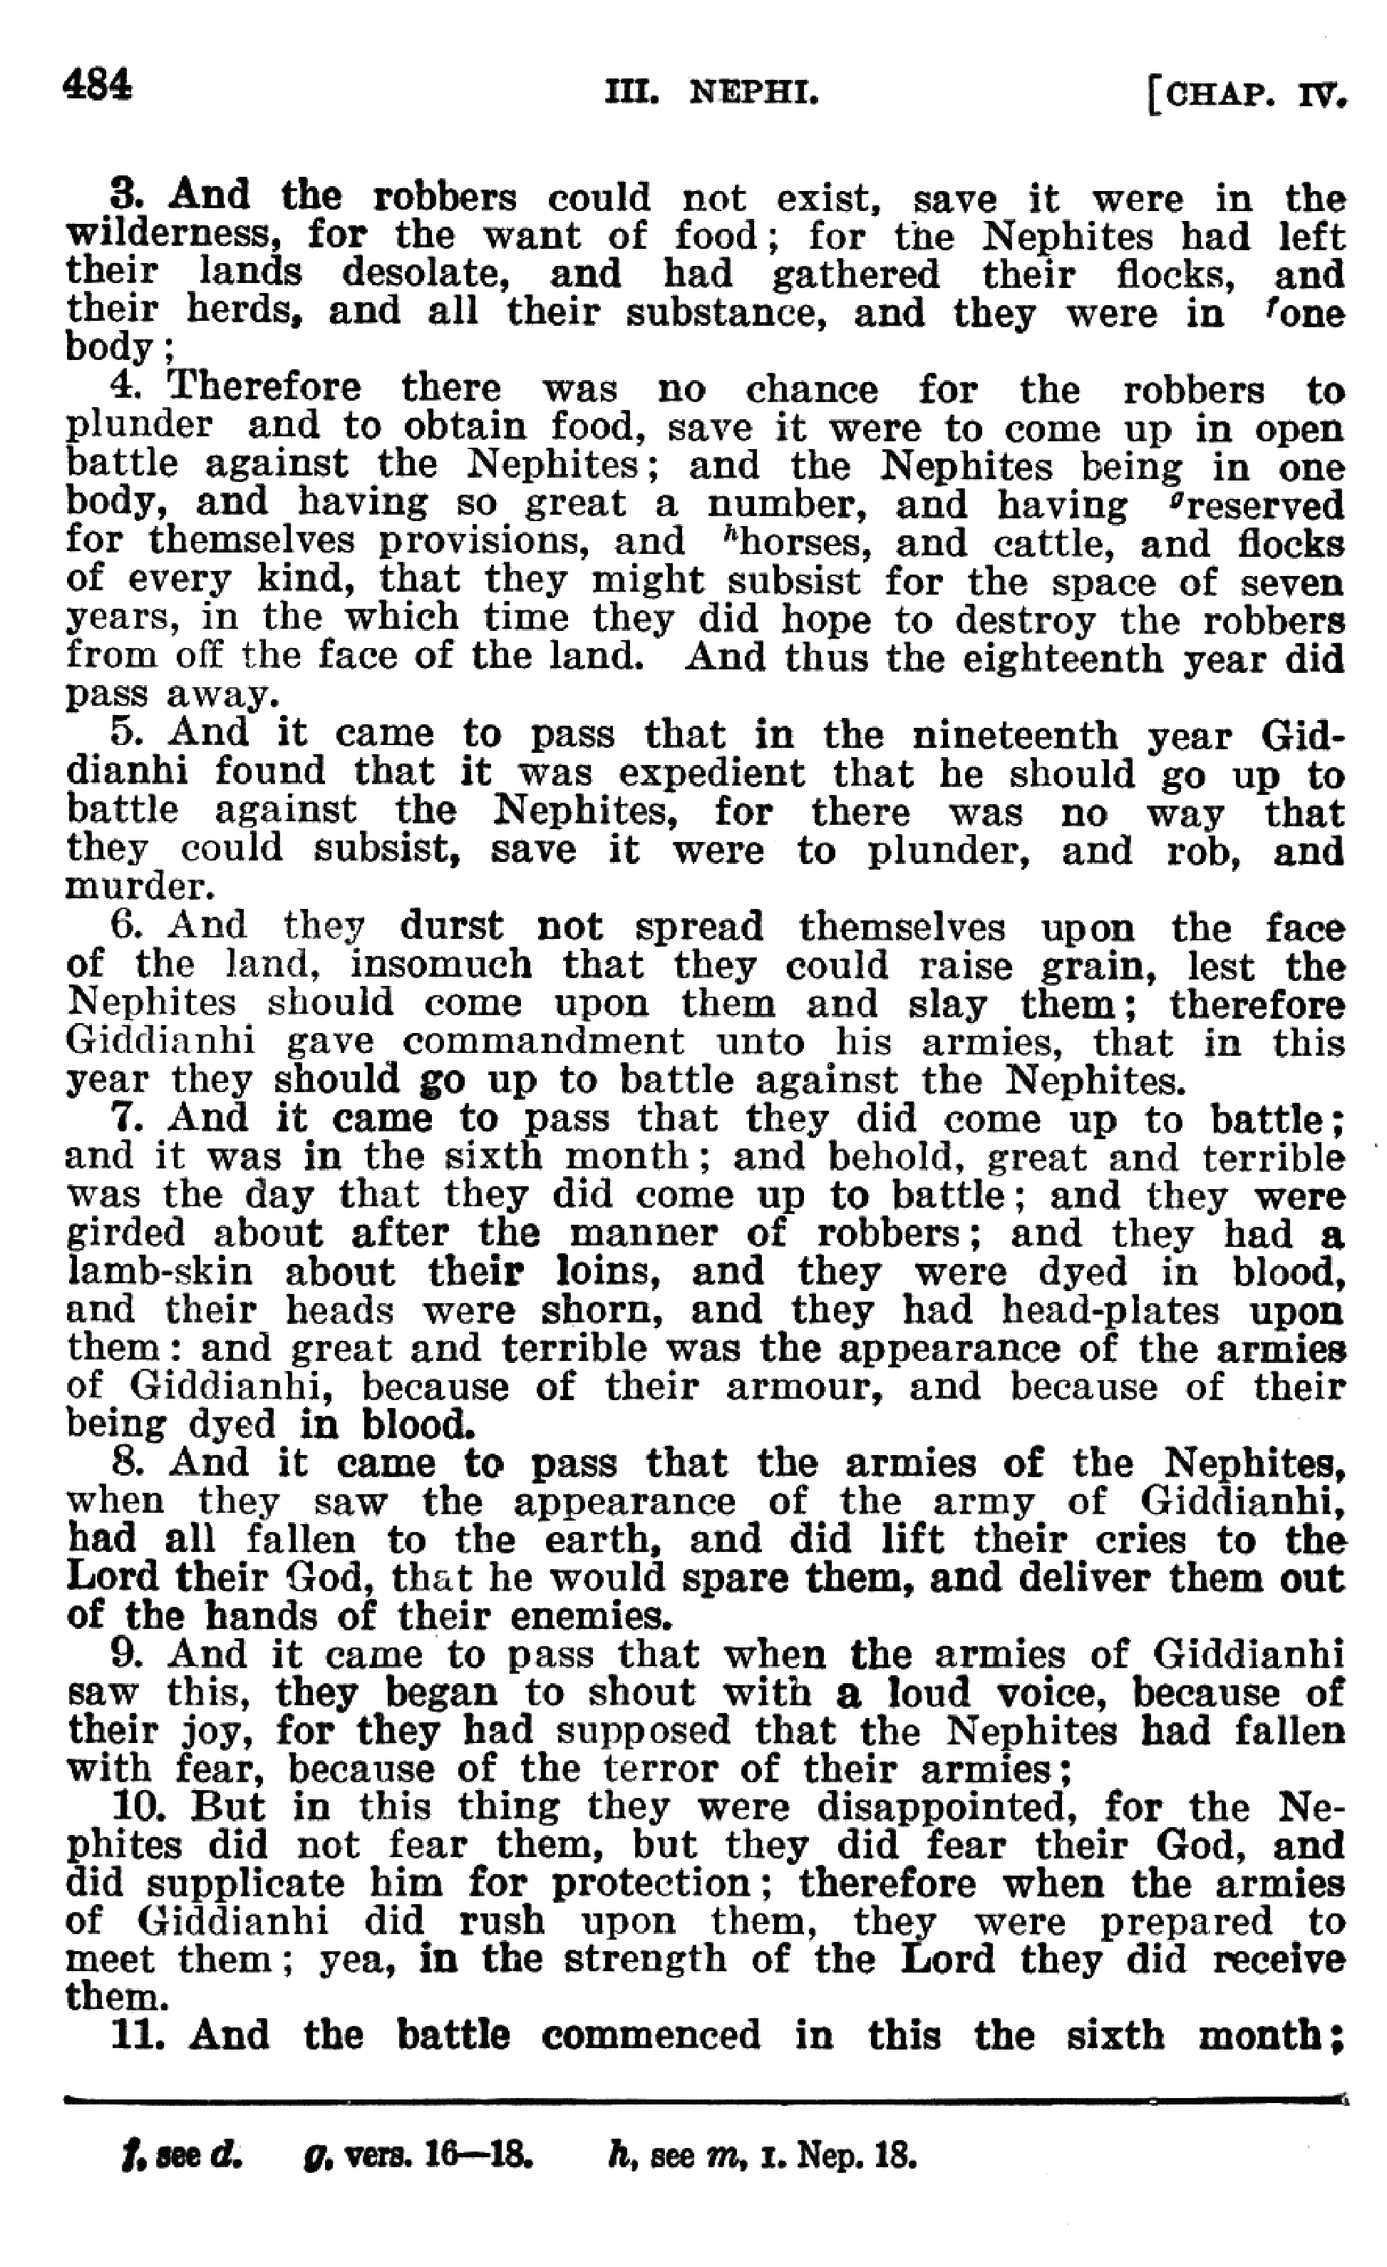 484 III. NEPHI. [CHAP. IV.
3. And the robbers could not exist, save it were in the
wilderness, for the want of food; for the Nephites had left
their lands desolate, and had gathered their flocks, and
their herds, and all their substance, and they were in fone
body;
4. Therefore there was no chance for the robbers to
plunder and to obtain food, save it were to come up in open
battle against the Nephites; and the Nephites being in one
body, and having so great a number, and having greserved
for themselves provisions, and hhorses, and cattle, and flocks
of every kind, that they might subsist for the space of seven
years, in the which time they did hope to destroy the robbers
from off the face of the land. And thus the eighteenth year did
pass away.
5. And it came to pass that in the nineteenth year Gid-
dianhi found that it was expedient that he should go up to
battle against the Nephites, for there was no way that
they could subsist, save it were to plunder, and rob, and
murder.
6. And they durst not spread themselves upon the face
of the land, insomuch that they could raise grain, lest the
Nephites should come upon them and slay them; therefore
Giddianhi gave commandment unto his armies, that in this
year they should go up to battle against the Nephites.
7. And it came to pass that they did come up to battle;
and it was in the sixth month; and behold, great and terrible
was the day that they did come up to battle; and they were
girded about after the manner of robbers; and they had a
lamb-skin about their loins, and they were dyed in blood,
and their heads were shorn, and they had head-plates upon
them: and great and terrible was the appearance of the armies
of Giddianhi, because of their armour, and because of their
being dyed in blood.
8. And it came to pass that the armies of the Nephites,
when they saw the appearance of the army of Giddianhi,
had all fallen to the earth, and did lift their cries to the
Lord their God, that he would spare them, and deliver them out
of the hands of their enemies.
9. And it came to pass that when the armies of Giddianhi
saw this, they began to shout with a loud voice, because of
their joy, for they had supposed that the Nephites had fallen
with fear, because of the terror of their armies;
10. But in this thing they were disappointed, for the Ne-
phites did not fear them, but they did fear their God, and
did supplicate him for protection; therefore when the armies
of Giddianhi did rush upon them, they were prepared to
meet them; yea, in the strength of the Lord they did receive
them.
11. And the battle commenced in this the sixth month;
f, see d. g, vers. 16—18. h, see m, I. Nep. 18.